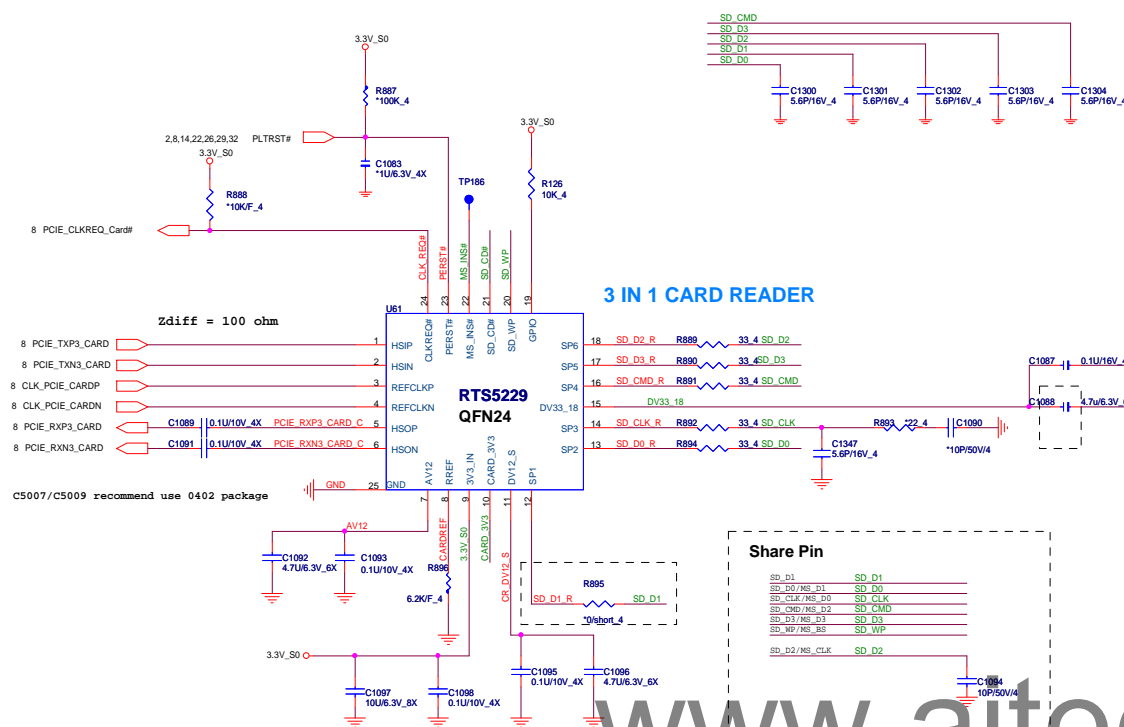 SD_CMD
SD_D3
SD_D2
SD_D1
SD_D0
C1300
5.6P/16V_4
C1301
5.6P/16V_4
C1302
5.6P/16V_4
C1303
5.6P/16V_4
C1304
5.6P/16V_4
3.3V_S0
R887
*100K_4
2,8,14,22,26,29,32
PLTRST#
3.3V_S0
C1083
*1U/6.3V_4X
R888
*10K/F_4
TP186
3.3V_S0
R126
10K_4
8 PCIE_CLKREQ_Card#
CLK_REQ#
PERST#
MS_INS#
SD_CD#
SD_WP
24
23
22
21
20
19
3 IN 1 CARD READER
U61
Zdiff = 100 ohm
CLKREQ#
PERST#
MS_INS#
SD_CD#
SD_WP
GPIO
8 PCIE_TXP3_CARD
1
HSIP
8 PCIE_TXN3_CARD
2
HSIN
8 CLK_PCIE_CARDP
3
REFCLKP
8 CLK_PCIE_CARDN
4
REFCLKN
8 PCIE_RXP3_CARD
C1089
0.1U/10V_4X
PCIE_RXP3_CARD_C
5
HSOP
8 PCIE_RXN3_CARD
C1091
0.1U/10V_4X
PCIE_RXN3_CARD_C
6
HSON
RTS5229
QFN24
SP6
18
SD_D2_R
R889
33_4
SD_D2
SP5
17
SD_D3_R
R890
33_4
SD_D3
SP4
16
SD_CMD_R
R891
33_4
SD_CMD
DV33_18
15
DV33_18
SP3
14
SD_CLK_R
R892
33_4
SD_CLK
SP2
13
SD_D0_R
R894
33_4
SD_D0
C1087
0.1U/16V_4
C1088
4.7u/6.3V_
R893
22_4
C1090
*10P/50V/4
C1347
5.6P/16V_4
C5007/C5009 recommend use 0402 package
GND
25
GND
AV12
RREF
3V3_IN
CARD_3V3
DV12_S
SP1
7
8
9
10
11
12
AV12
CARDREF
3.3V_S0
CARD_3V3
CR_DV12_S
C1092
4.7U/6.3V_6X
C1093
0.1U/10V_4X
R896
6.2K/F_4
R895
SD_D1_R
SD_D1
*0/short_4
3.3V_S0
C1097
10U/6.3V_8X
C1098
0.1U/10V_4X
C1095
0.1U/10V_4X
C1096
4.7U/6.3V_6X
Share Pin
SD_D1
SD_D1
SD_D0/MS_D1
SD_D0
SD_CLK/MS_D0
SD_CLK
SD_CMD/MS_D2
SD_CMD
SD_D3/MS_D3
SD_D3
SD_WP/MS_BS
SD_WP
SD_D2/MS_CLK
SD_D2
C1094
10P/50V/4